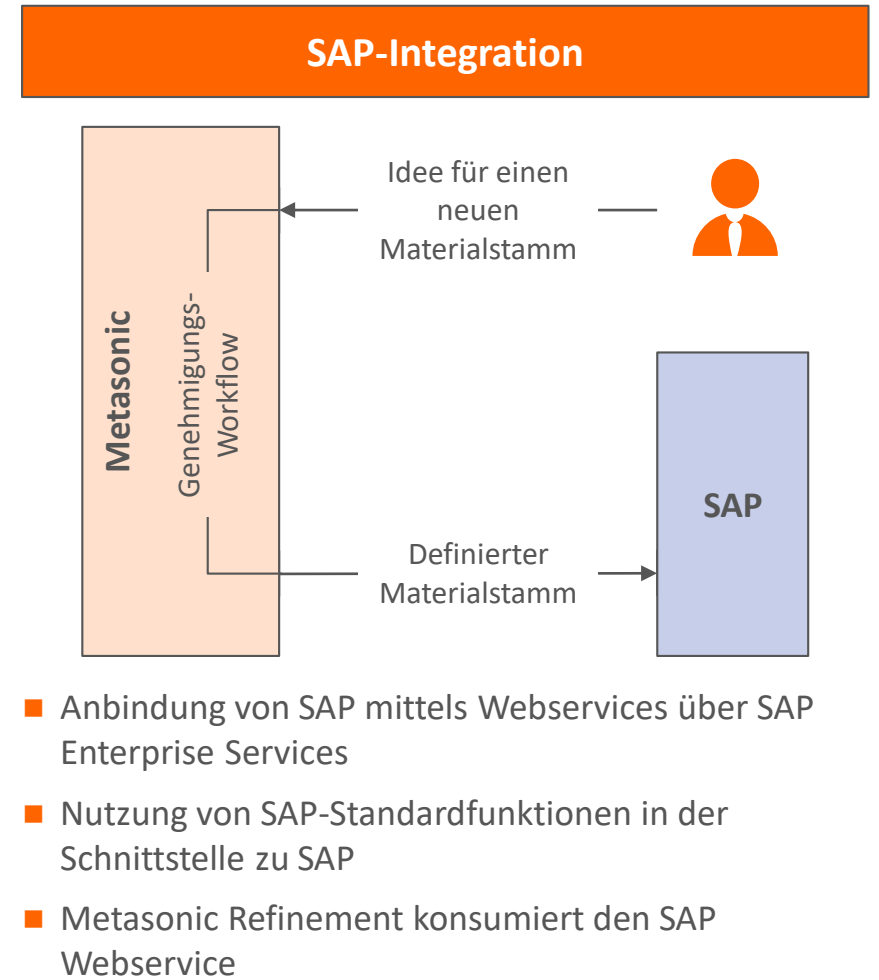 SAP-Integration
Idee für einen
neuen
Materialstamm
Metasonic
Genehmigungs-
Workflow
SAP
Definierter
Materialstamm
Anbindung von SAP mittels Webservices über SAP
Enterprise Services
Nutzung von SAP-Standardfunktionen in der
Schnittstelle zu SAP
Metasonic Refinement konsumiert den SAP
Webservice